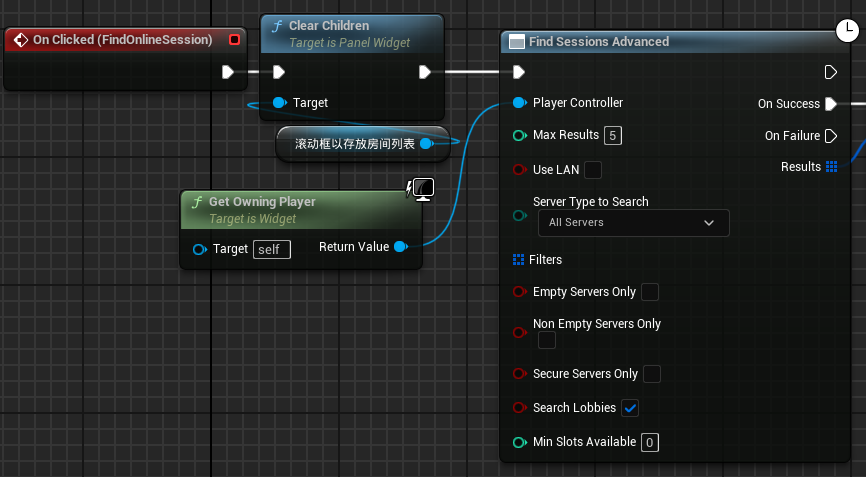 On Clicked (FindOnlineSession)
Clear Children
Target is Panel Widget
Target
滚动框以存放房间列表
Get Owning Player
Target is Widget
Target self
Return Value
Find Sessions Advanced
Player Controller
On Success
Max Results 5
On Failure
Use LAN
Results
Server Type to Search
All Servers
Filters
Empty Servers Only
Non Empty Servers Only
Secure Servers Only
Search Lobbies
Min Slots Available 0